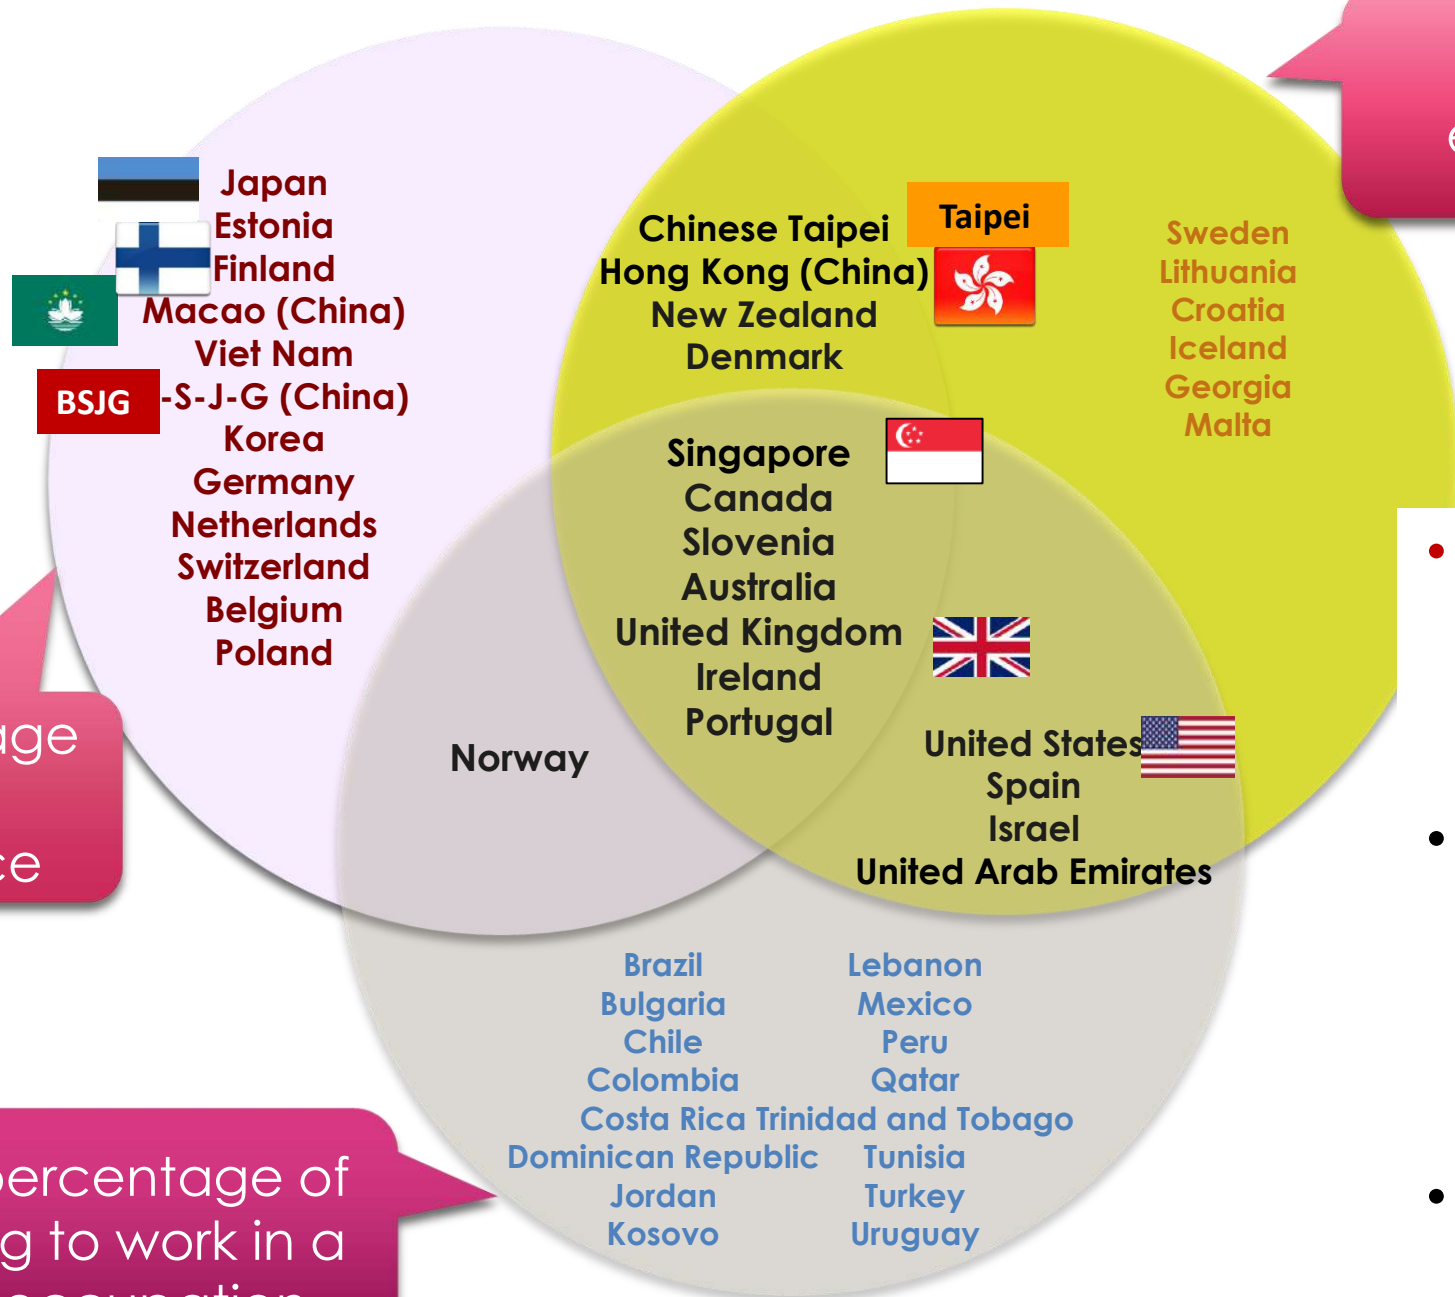 Japan
Estonia
Finland
Macao (China)
Viet Nam
BSJG
-S-J-G (China)
Korea
Germany
Netherlands
Switzerland
Belgium
Poland
Chinese Taipei
Taipei
Hong Kong (China)
New Zealand
Denmark
Sweden
Lithuania
Croatia
Iceland
Georgia
Malta
Singapore
Canada
Slovenia
Australia
United Kingdom
Ireland
Portugal
Norway
United States
Spain
Israel
United Arab Emirates
Brazil Lebanon
Bulgaria Mexico
Chile Peru
Colombia Qatar
Costa Rica Trinidad and Tobago
Dominican Republic Tunisia
Jordan Turkey
Kosovo Uruguay
percentage of
to work in a